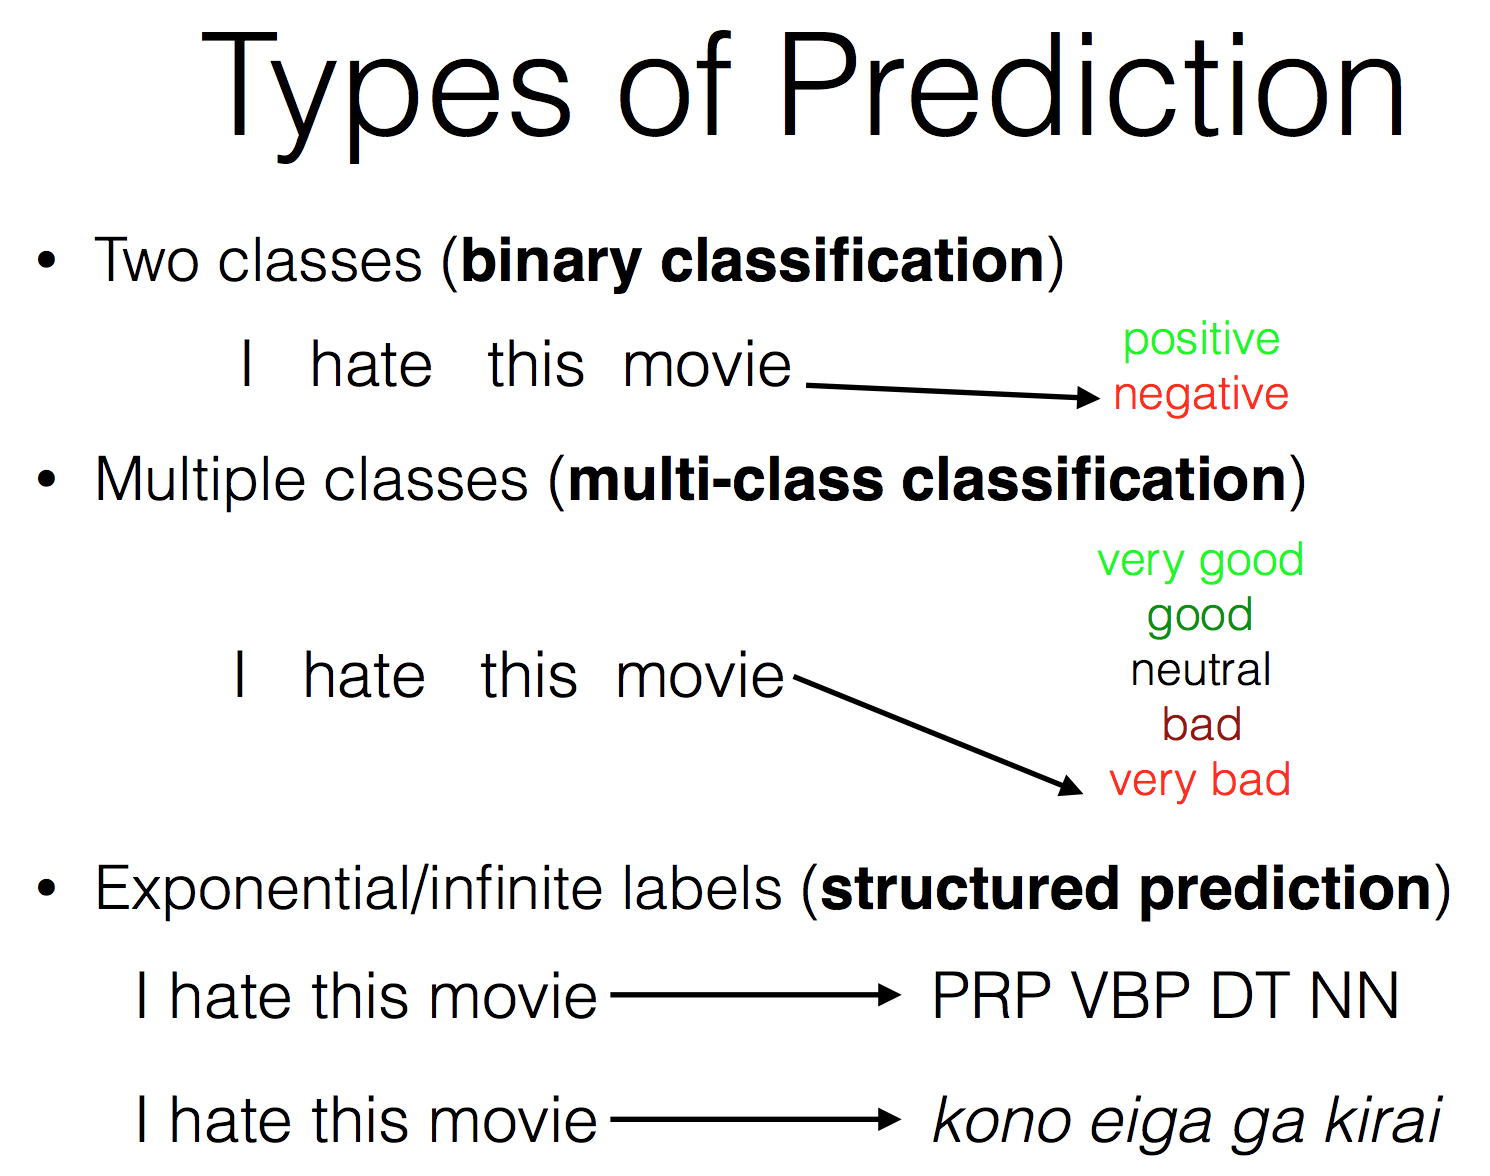 Types of Prediction
• Two classes (binary classification)
I hate this movie
positive
negative
• Multiple classes (multi-class classification)
very good
good
neutral
bad
very bad
I hate this movie
• Exponential/infinite labels (structured prediction)
I hate this movie PRP VBP DT NN
I hate this movie kono eiga ga kirai